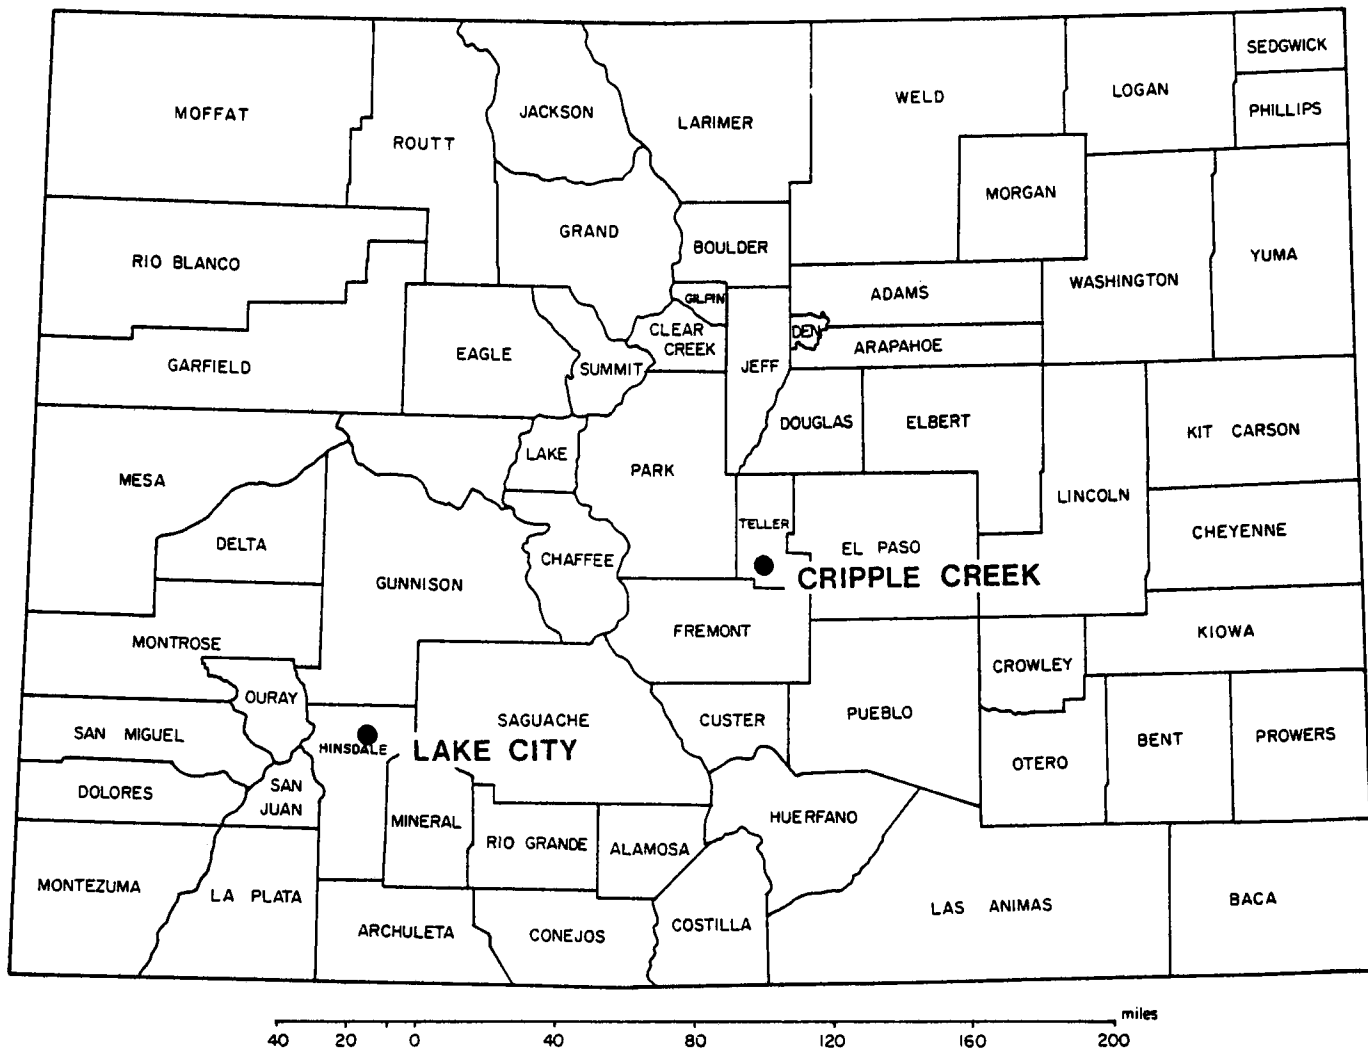 SEDGWICK
MOFFAT
JACKSON
LARIMER
WELD
LOGAN
PHILLIPS
ROUTT
MORGAN
GRAND
BOULDER
RIO BLANCO
YUMA
WASHINGTON
GILPIN
ADAMS
CLEAR
CREEK
DEN
ARAPAHOE
EAGLE
SUMMIT
JEFF
GARFIELD
DOUGLAS
ELBERT
KIT CARSON
LAKE
PARK
MESA
LINCOLN
TELLER
CHEYENNE
DELTA
CHAFFEE
EL PASO
GUNNISON
CRIPPLE CREEK
MONTROSE
FREMONT
KIOWA
CROWLEY
OURAY
SAGUACHE
CUSTER
PUEBLO
SAN MIGUEL
HINSDALE
LAKE CITY
BENT
PROWERS
OTERO
DOLORES
SAN
JUAN
MINERAL
HUERFANO
RIO GRANDE
ALAMOSA
MONTEZUMA
LA PLATA
ARCHULETA
CONEJOS
COSTILLA
LAS ANIMAS
BACA
miles
40 20 0 40 80 120 160 200